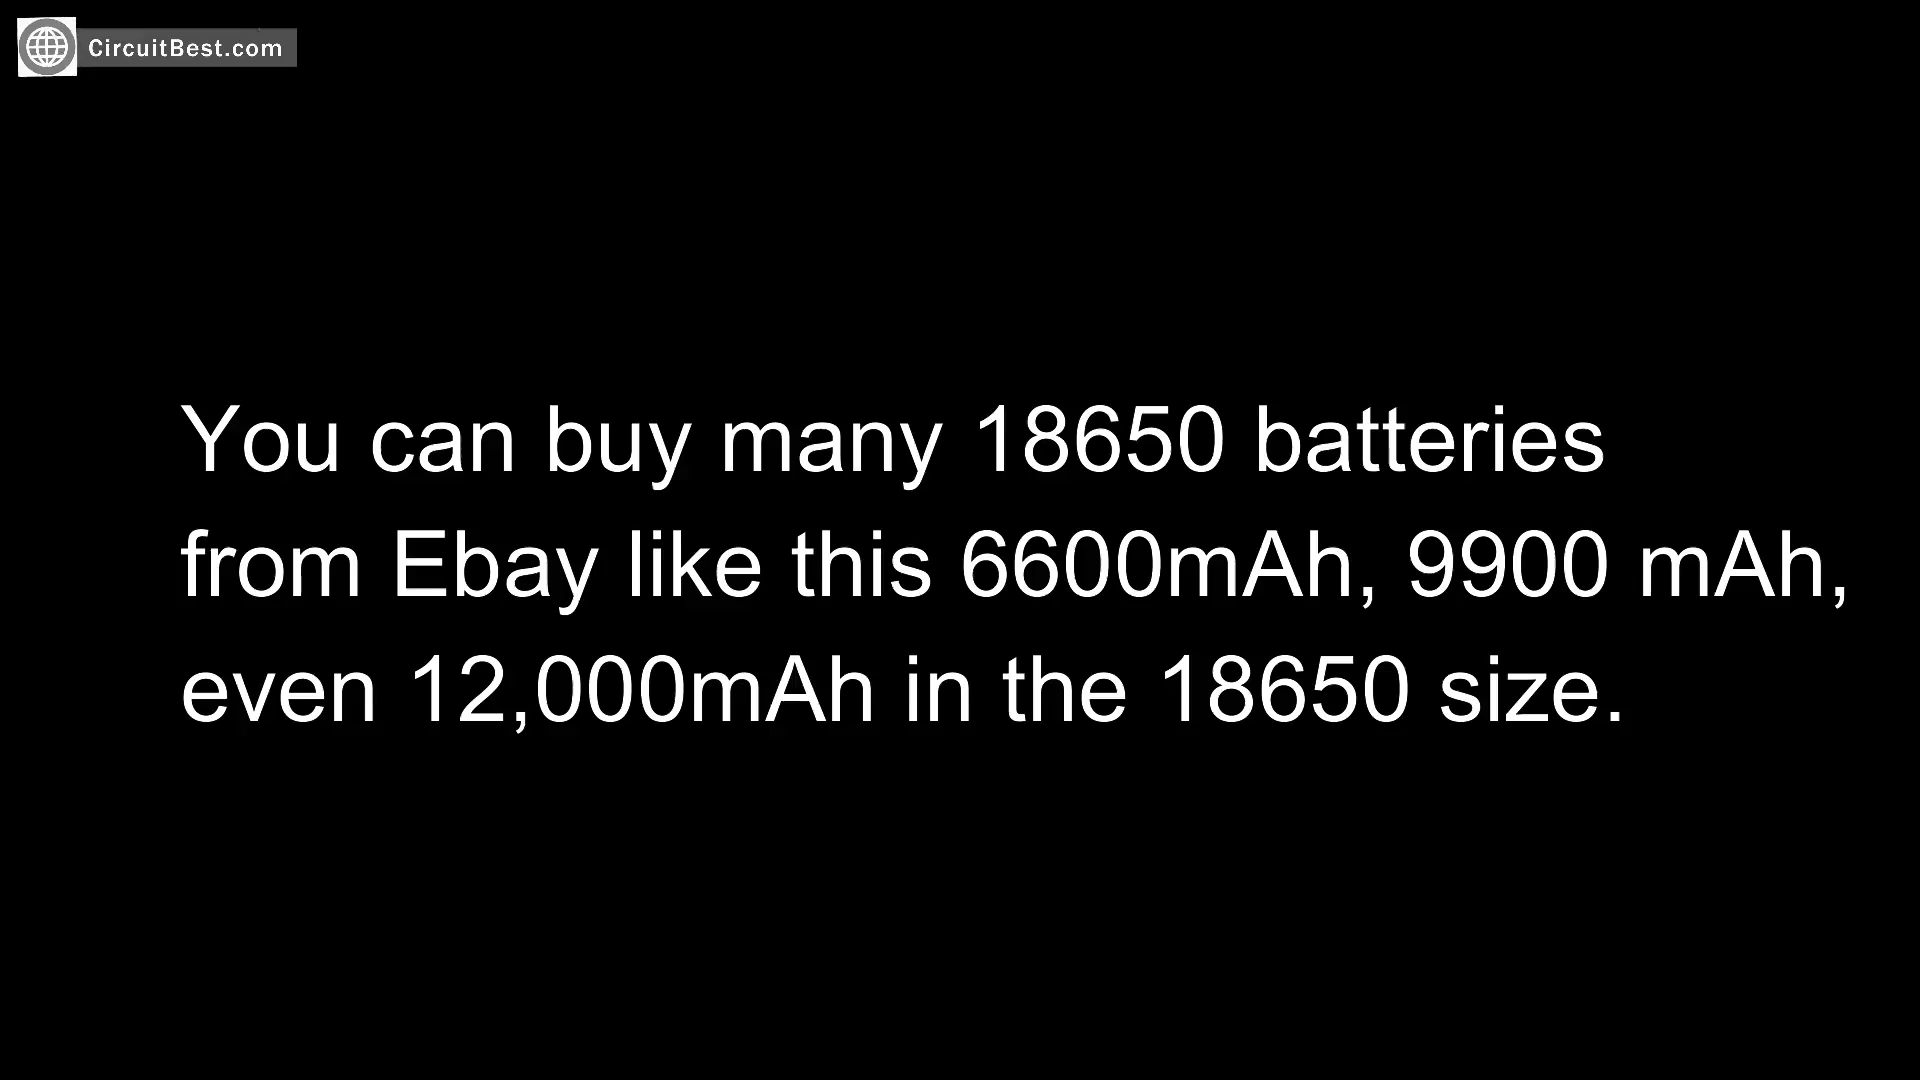 CircuitBest.com
You can buy many 18650 batteries
from Ebay like this 6600mAh, 9900 mAh,
even 12,000mAh in the 18650 size.